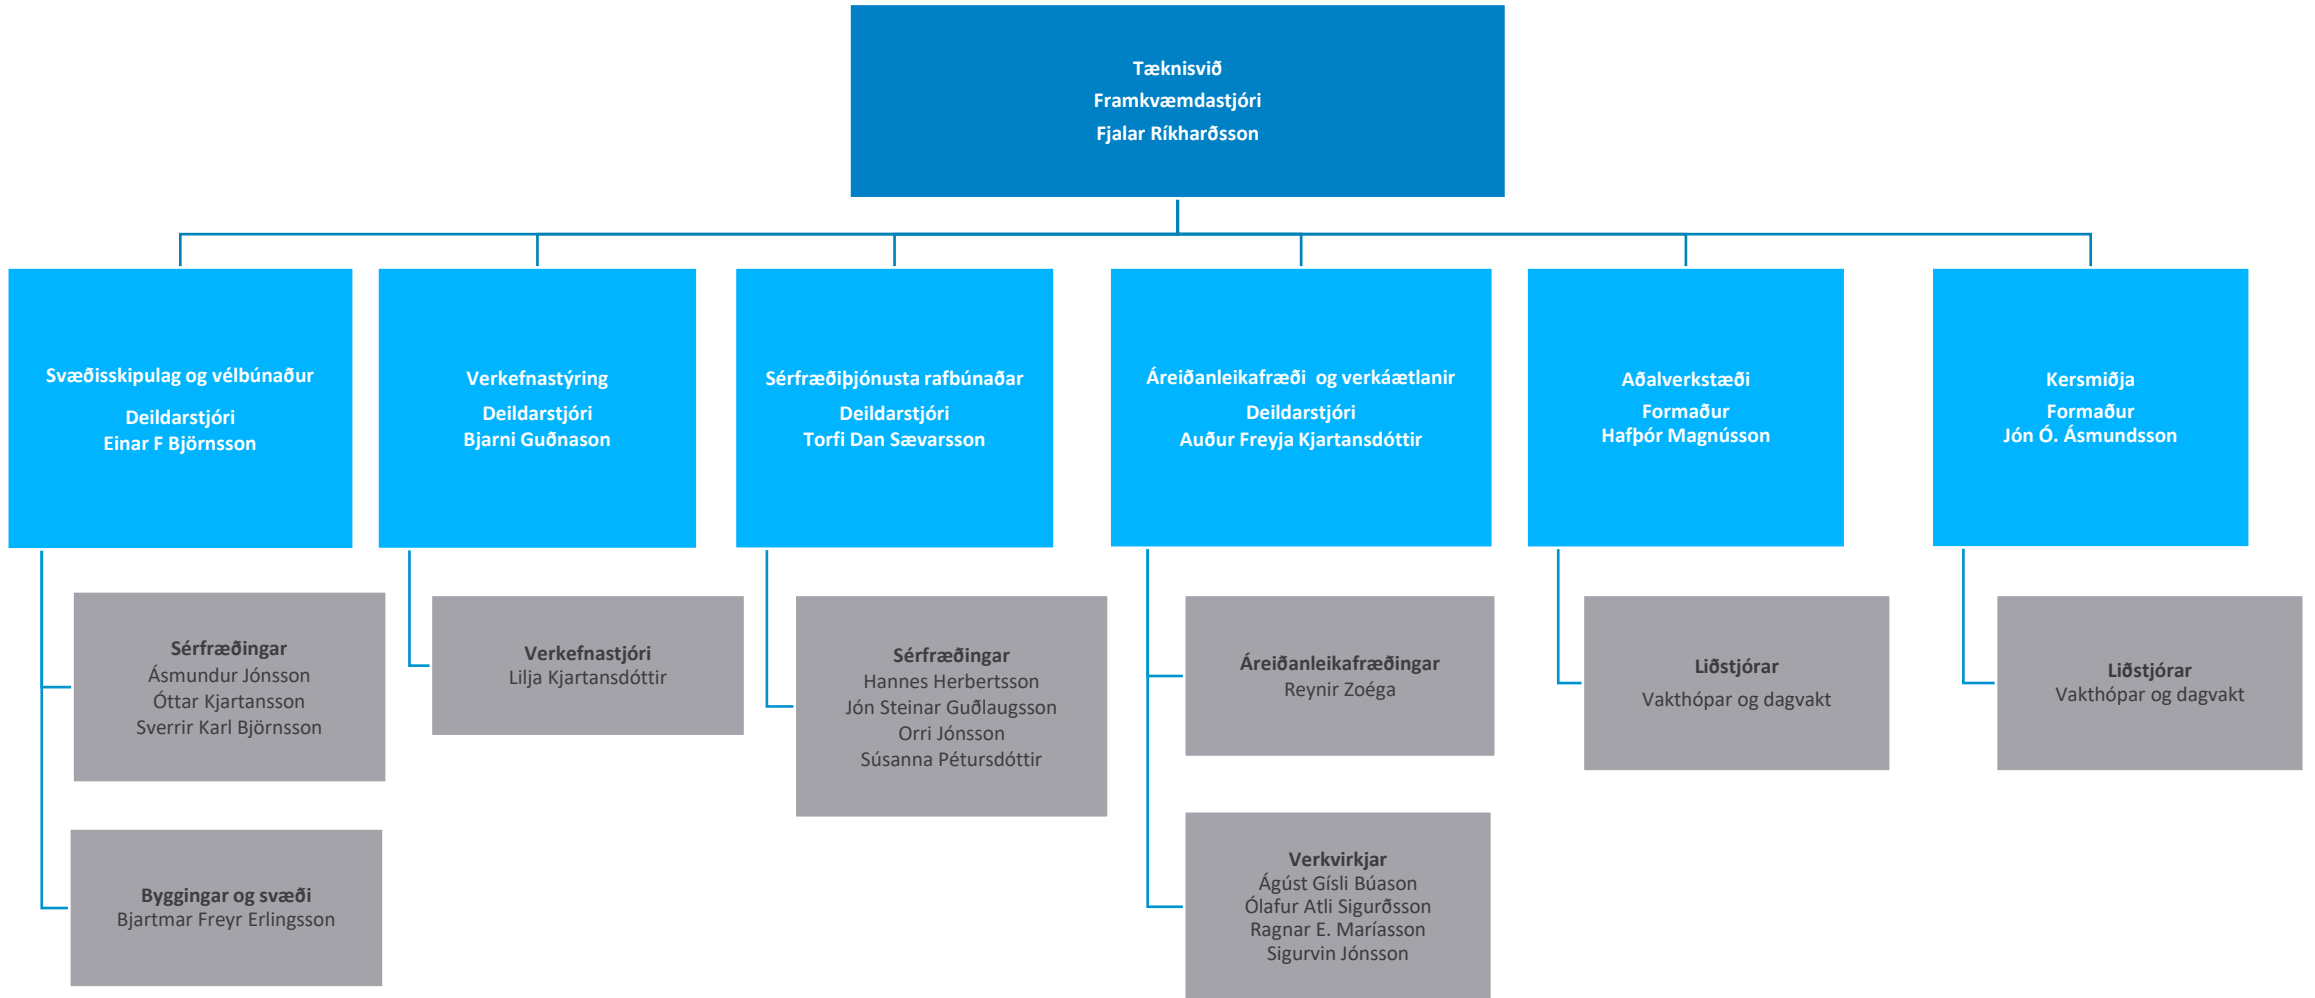 Tæknisvið
Framkvæmdastjóri
Fjalar Ríkharðsson
Svæðisskipulag og vélbúnaður
Deildarstjóri
Einar F Björnsson
Verkefnastýring
Deildarstjóri
Bjarni Guðnason
Sérfræðiþjónusta rafbúnaðar
Deildarstjóri
Torfi Dan Sævarsson
Áreiðanleikafræði og verkáætlanir
Deildarstjóri
Auður Freyja Kjartansdóttir
Aðalverkstæði
Formaður
Hafþór Magnússon
Kersmiðja
Formaður
Jón Ó. Ásmundsson
Sérfræðingar
Ásmundur Jónsson
Óttar Kjartansson
Sverrir Karl Björnsson
Byggingar og svæði
Bjartmar Freyr Erlingsson
Verkefnastjóri
Lilja Kjartansdóttir
Sérfræðingar
Hannes Herbertsson
Jón Steinar Guðlaugsson
Orri Jónsson
Súsanna Pétursdóttir
Áreiðanleikafræðingar
Reynir Zoéga
Verkvirkjar
Ágúst Gísli Búason
Ólafur Atli Sigurðsson
Ragnar E. Maríasson
Sigurvin Jónsson
Liðstjórar
Vakthópar og dagvakt
Liðstjórar
Vakthópar og dagvakt